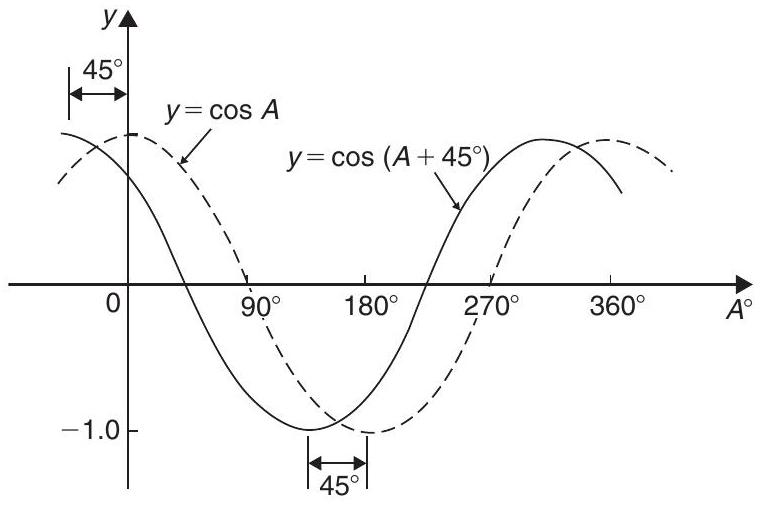 y
45°
y = cos A
y = cos (A + 45°)
0
90°
180°
270°
360°
A°
−1.0
45°